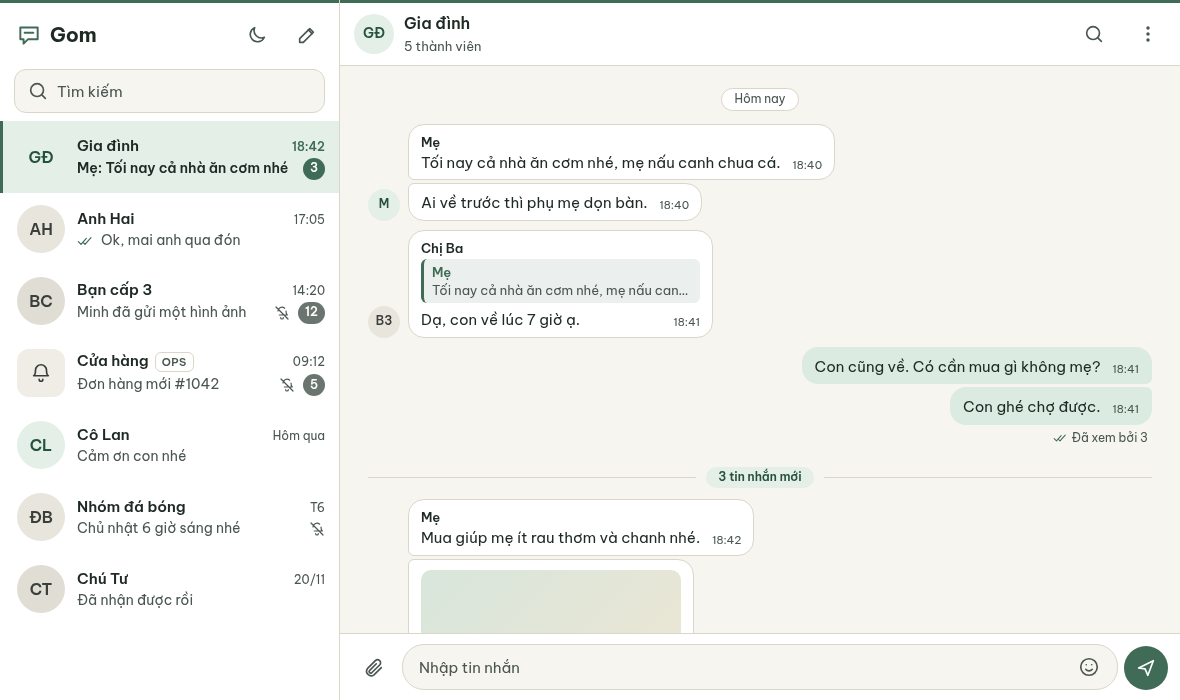 Gom
Tìm kiếm
GĐ
Gia đình
18:42
Mẹ: Tối nay cả nhà ăn cơm nhé
3
AH
Anh Hai
17:05
Ok, mai anh qua đón
BC
Bạn cấp 3
14:20
Minh đã gửi một hình ảnh
12
Cửa hàng OPS
09:12
Đơn hàng mới #1042
5
CL
Cô Lan
Hôm qua
Cảm ơn con nhé
ĐB
Nhóm đá bóng
T6
Chủ nhật 6 giờ sáng nhé
CT
Chú Tư
20/11
Đã nhận được rồi
GĐ
Gia đình
5 thành viên
Hôm nay
Mẹ
Tối nay cả nhà ăn cơm nhé, mẹ nấu canh chua cá. 18:40
M
Ai về trước thì phụ mẹ dọn bàn. 18:40
Chị Ba
Mẹ
Tối nay cả nhà ăn cơm nhé, mẹ nấu can...
B3
Dạ, con về lúc 7 giờ ạ. 18:41
Con cũng về. Có cần mua gì không mẹ? 18:41
Con ghé chợ được. 18:41
Đã xem bởi 3
3 tin nhắn mới
Mẹ
Mua giúp mẹ ít rau thơm và chanh nhé. 18:42
Nhập tin nhắn